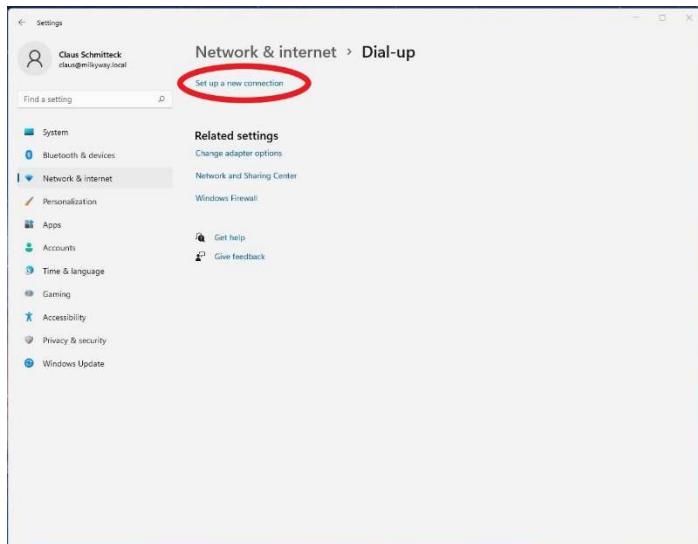 Settings
Claus Schmitteck
claus@milkyway.local
Find a setting
System
Bluetooth & devices
Network & internet
Personalization
Apps
Accounts
Time & language
Gaming
Accessibility
Privacy & security
Windows Update
Network & internet > Dial-up
Set up a new connection
Related settings
Change adapter options
Network and Sharing Center
Windows Firewall
Get help
Give feedback